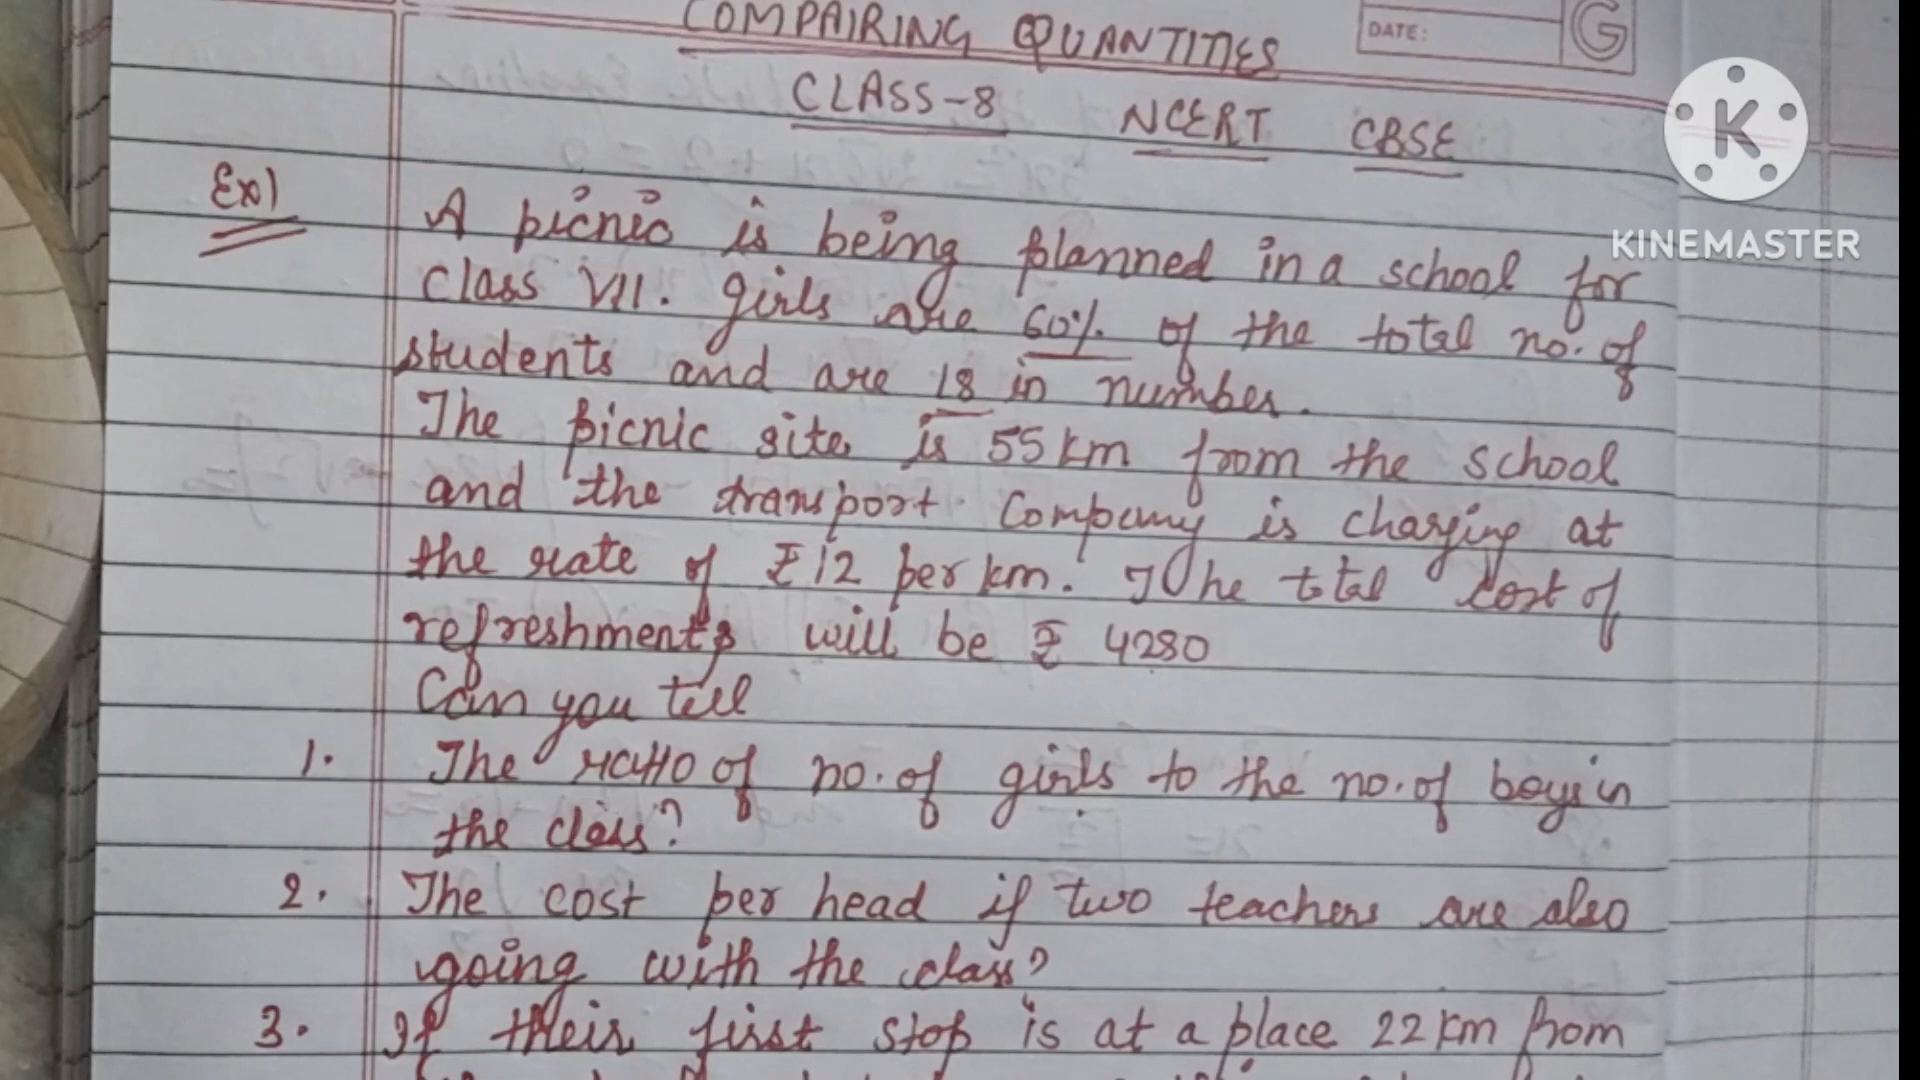 COMPAIRING QUANTITIES
DATE:
G
CLASS-8 NCERT CBSE
K
KINEMASTER
Ex1
A picnic is being planned in a school for
Class VII. girls are 60% of the total no. of
students and are 18 in number.
The picnic site is 55 km from the school
and the transport Company is charging at
the rate of ₹ 12 per km. The total cost of
refreshments will be ₹ 4280
Can you tell
1. The ratio of no. of girls to the no. of boys in
the class?
2. The cost per head if two teachers are also
going with the class?
3. If their first stop is at a place 22 km from